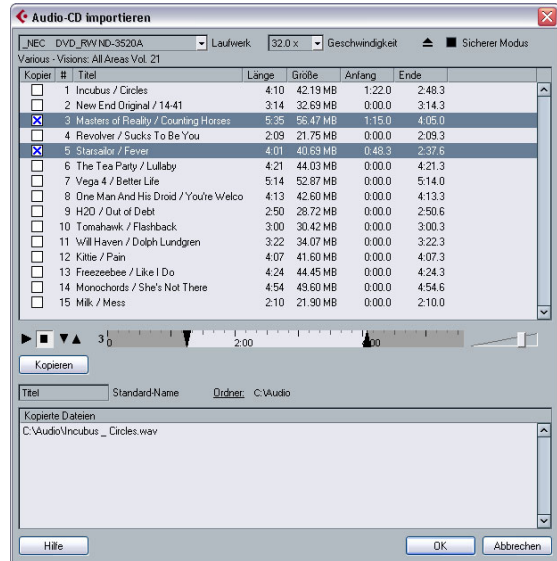 Audio-CD importieren
_NEC DVD_RW ND-3520A Laufwerk 32.0 x Geschwindigkeit Sicherer Modus
Various - Visions: All Areas Vol. 21
Kopier # Titel Länge Größe Anfang Ende
1 Incubus / Circles 4:10 42.19 MB 1:22.0 2:48.3
2 New End Original / 14-41 3:14 32.69 MB 0:00.0 3:14.3
3 Masters of Reality / Counting Horses 5:35 56.47 MB 1:15.0 4:05.0
4 Revolver / Sucks To Be You 2:09 21.75 MB 0:00.0 2:09.3
5 Starsailor / Fever 4:01 40.69 MB 0:48.3 2:37.6
6 The Tea Party / Lullaby 4:21 44.03 MB 0:00.0 4:21.3
7 Vega 4 / Better Life 5:14 52.87 MB 0:00.0 5:14.0
8 One Man And His Droid / You're Welco 4:13 42.60 MB 0:00.0 4:13.3
9 H2O / Out of Debt 2:50 28.72 MB 0:00.0 2:50.6
10 Tomahawk / Flashback 3:00 30.42 MB 0:00.0 3:00.3
11 Will Haven / Dolph Lundgren 3:22 34.07 MB 0:00.0 3:22.3
12 Kittie / Pain 4:07 41.60 MB 0:00.0 4:07.3
13 Freezeebee / Like I Do 4:24 44.45 MB 0:00.0 4:24.3
14 Monochords / She's Not There 4:54 49.60 MB 0:00.0 4:54.6
15 Milk / Mess 2:10 21.90 MB 0:00.0 2:10.0
3 0 2:00
Kopieren
Titel Standard-Name Ordner: C:\Audio
Kopierte Dateien
C:\Audio\Incubus _ Circles.wav
Hilfe OK Abbrechen